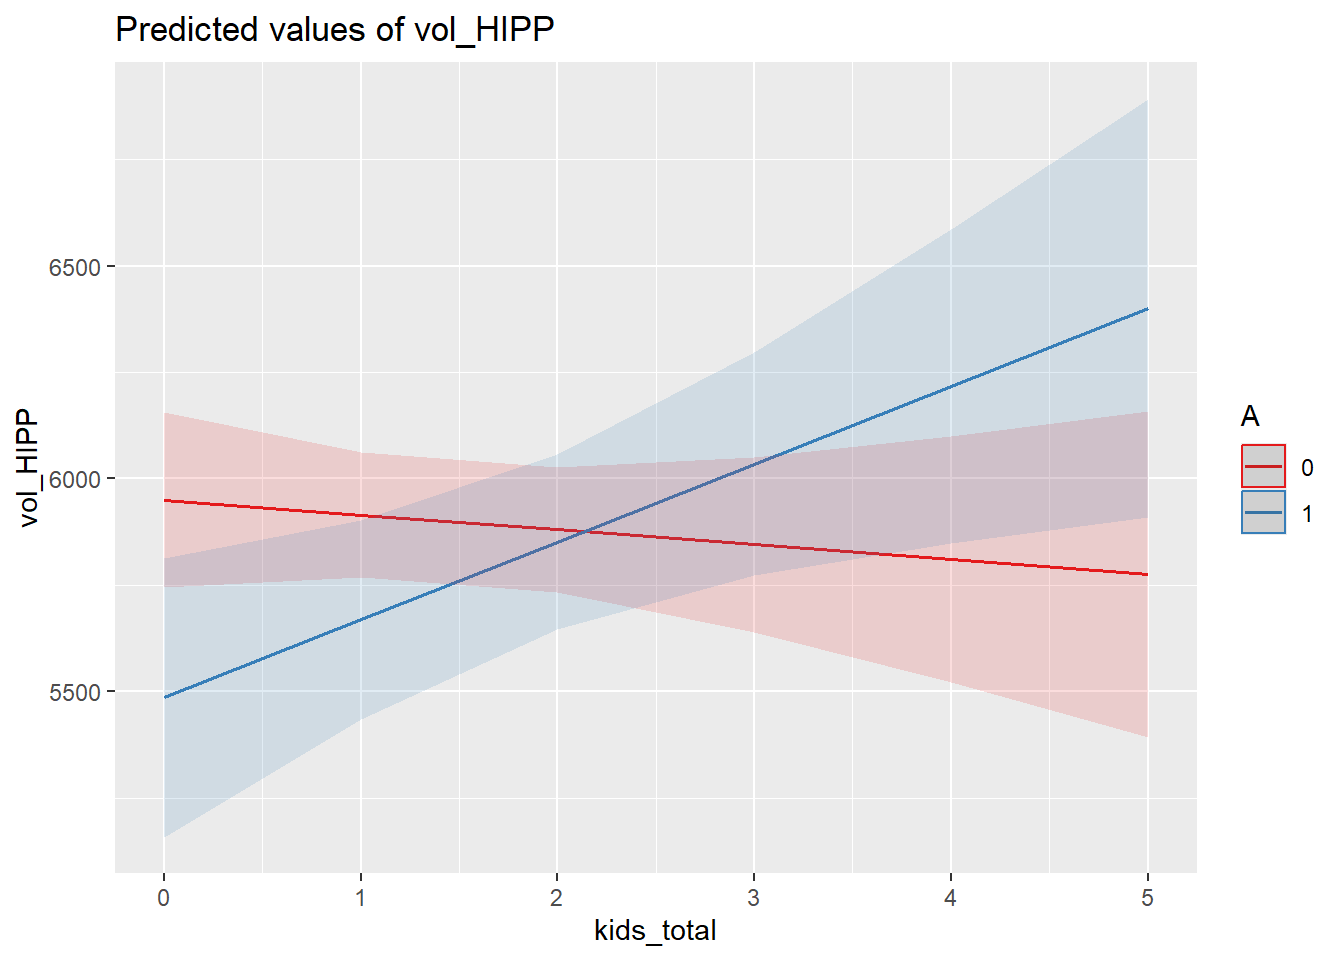 Predicted values of vol_HIPP
vol_HIPP
6500
6000
5500
0 1 2 3 4 5
kids_total
A
0
1